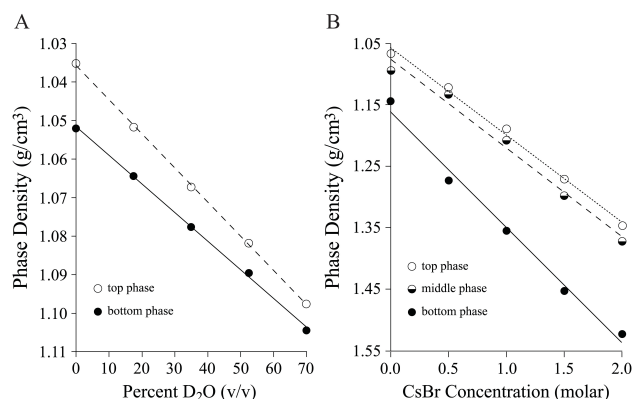 A
1.03
1.04
1.05
1.06
1.07
1.08
1.09
1.10
1.11
Phase Density (g/cm³)
top phase
bottom phase
0 10 20 30 40 50 60 70
Percent D₂O (v/v)
B
1.05
1.15
1.25
1.35
1.45
1.55
Phase Density (g/cm³)
top phase
middle phase
bottom phase
0.0 0.5 1.0 1.5 2.0
CsBr Concentration (molar)